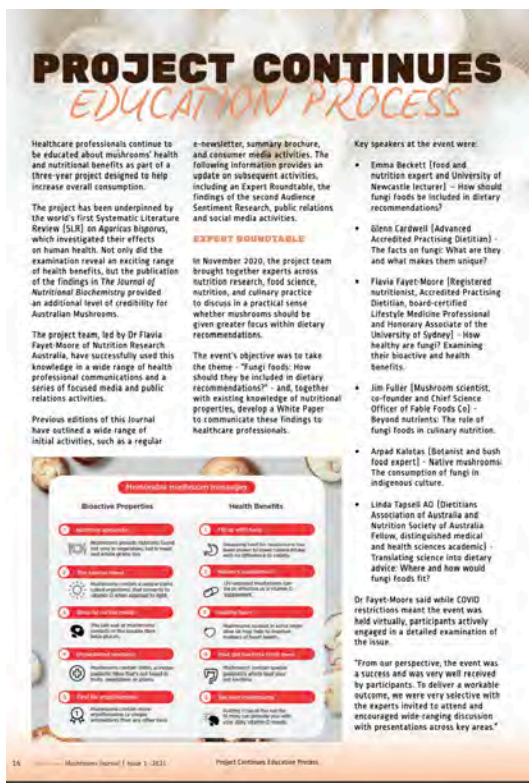 PROJECT CONTINUES
EDUCATION PROCESS
Healthcare professionals continue to
be educated about mushrooms' health
and nutritional benefits as part of a
three-year project designed to help
increase overall consumption.
The project has been underpinned by
the world's first Systematic Literature
Review [SLR] on Agaricus bisporus,
which investigated their effects
on human health. Not only did the
examination reveal an exciting range
of health benefits, but the publication
of the findings in The Journal of
Nutritional Biochemistry provided
an additional level of credibility for
Australian Mushrooms.
The project team, led by Dr Flavia
Fayet-Moore of Nutrition Research
Australia, have successfully used this
knowledge in a wide range of health
professional communications and a
series of focused media and public
relations activities.
Previous editions of this Journal
have outlined a wide range of
initial activities, such as a regular
e-newsletter, summary brochure,
and consumer media activities. The
following information provides an
update on subsequent activities,
including an Expert Roundtable, the
findings of the second Audience
Sentiment Research, public relations
and social media activities.
EXPERT ROUNDTABLE
In November 2020, the project team
brought together experts across
nutrition research, food science,
nutrition, and culinary practice
to discuss in a practical sense
whether mushrooms should be
given greater focus within dietary
recommendations.
The event's objective was to take
the theme - "Fungi foods: How
should they be included in dietary
recommendations?" - and, together
with existing knowledge of nutritional
properties, develop a White Paper
to communicate these findings to
healthcare professionals.
Key speakers at the event were:
• Emma Beckett [food and
nutrition expert and University of
Newcastle lecturer] - How should
fungi foods be included in dietary
recommendations?
• Glenn Cardwell [Advanced
Accredited Practising Dietitian] -
The facts on fungi: What are they
and what makes them unique?
• Flavia Fayet-Moore [Registered
nutritionist, Accredited Practising
Dietitian, board-certified
Lifestyle Medicine Professional
and Honorary Associate of the
University of Sydney] - How
healthy are fungi? Examining
their bioactive and health
benefits.
• Jim Fuller [Mushroom scientist,
co-founder and Chief Science
Officer of Fable Foods Co] -
Beyond nutrients: The role of
fungi foods in culinary nutrition.
• Arpad Kalotas [Botanist and bush
food expert] - Native mushrooms:
The consumption of fungi in
indigenous culture.
• Linda Tapsell AO [Dietitians
Association of Australia and
Nutrition Society of Australia
Fellow, distinguished medical
and health sciences academic] -
Translating science into dietary
advice: Where and how would
fungi foods fit?
Dr Fayet-Moore said while COVID
restrictions meant the event was
held virtually, participants actively
engaged in a detailed examination of
the issue.
"From our perspective, the event was
a success and was very well received
by participants. To deliver a workable
outcome, we were very selective with
the experts invited to attend and
encouraged wide-ranging discussion
with presentations across key areas."
Memorable mushroom messages
Bioactive Properties
Health Benefits
16
Mushroom Journal | Issue 1 - 2021
Project Continues Education Process